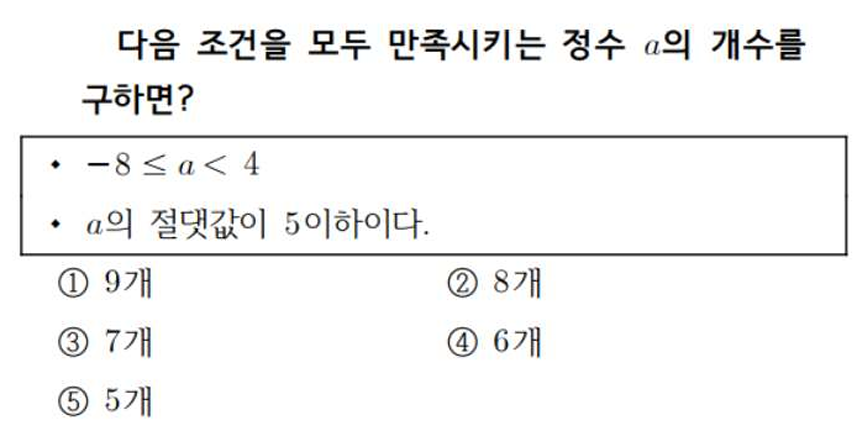 다음 조건을 모두 만족시키는 정수 a의 개수를
구하면?
• −8 ≤ a < 4
• a의 절댓값이 5이하이다.
① 9개 ② 8개
③ 7개 ④ 6개
⑤ 5개